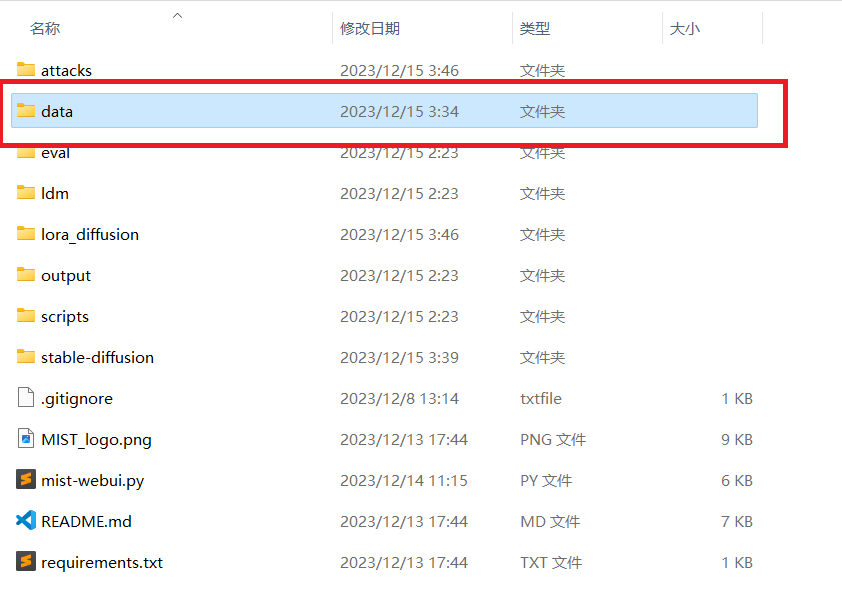 名称 修改日期 类型 大小
attacks 2023/12/15 3:46 文件夹
data 2023/12/15 3:34 文件夹
eval 2023/12/15 2:23 文件夹
ldm 2023/12/15 2:23 文件夹
lora_diffusion 2023/12/15 3:46 文件夹
output 2023/12/15 2:23 文件夹
scripts 2023/12/15 2:23 文件夹
stable-diffusion 2023/12/15 3:39 文件夹
.gitignore 2023/12/8 13:14 txtfile 1 KB
MIST_logo.png 2023/12/13 17:44 PNG 文件 9 KB
mist-webui.py 2023/12/14 11:15 PY 文件 6 KB
README.md 2023/12/13 17:44 MD 文件 7 KB
requirements.txt 2023/12/13 17:44 TXT 文件 1 KB